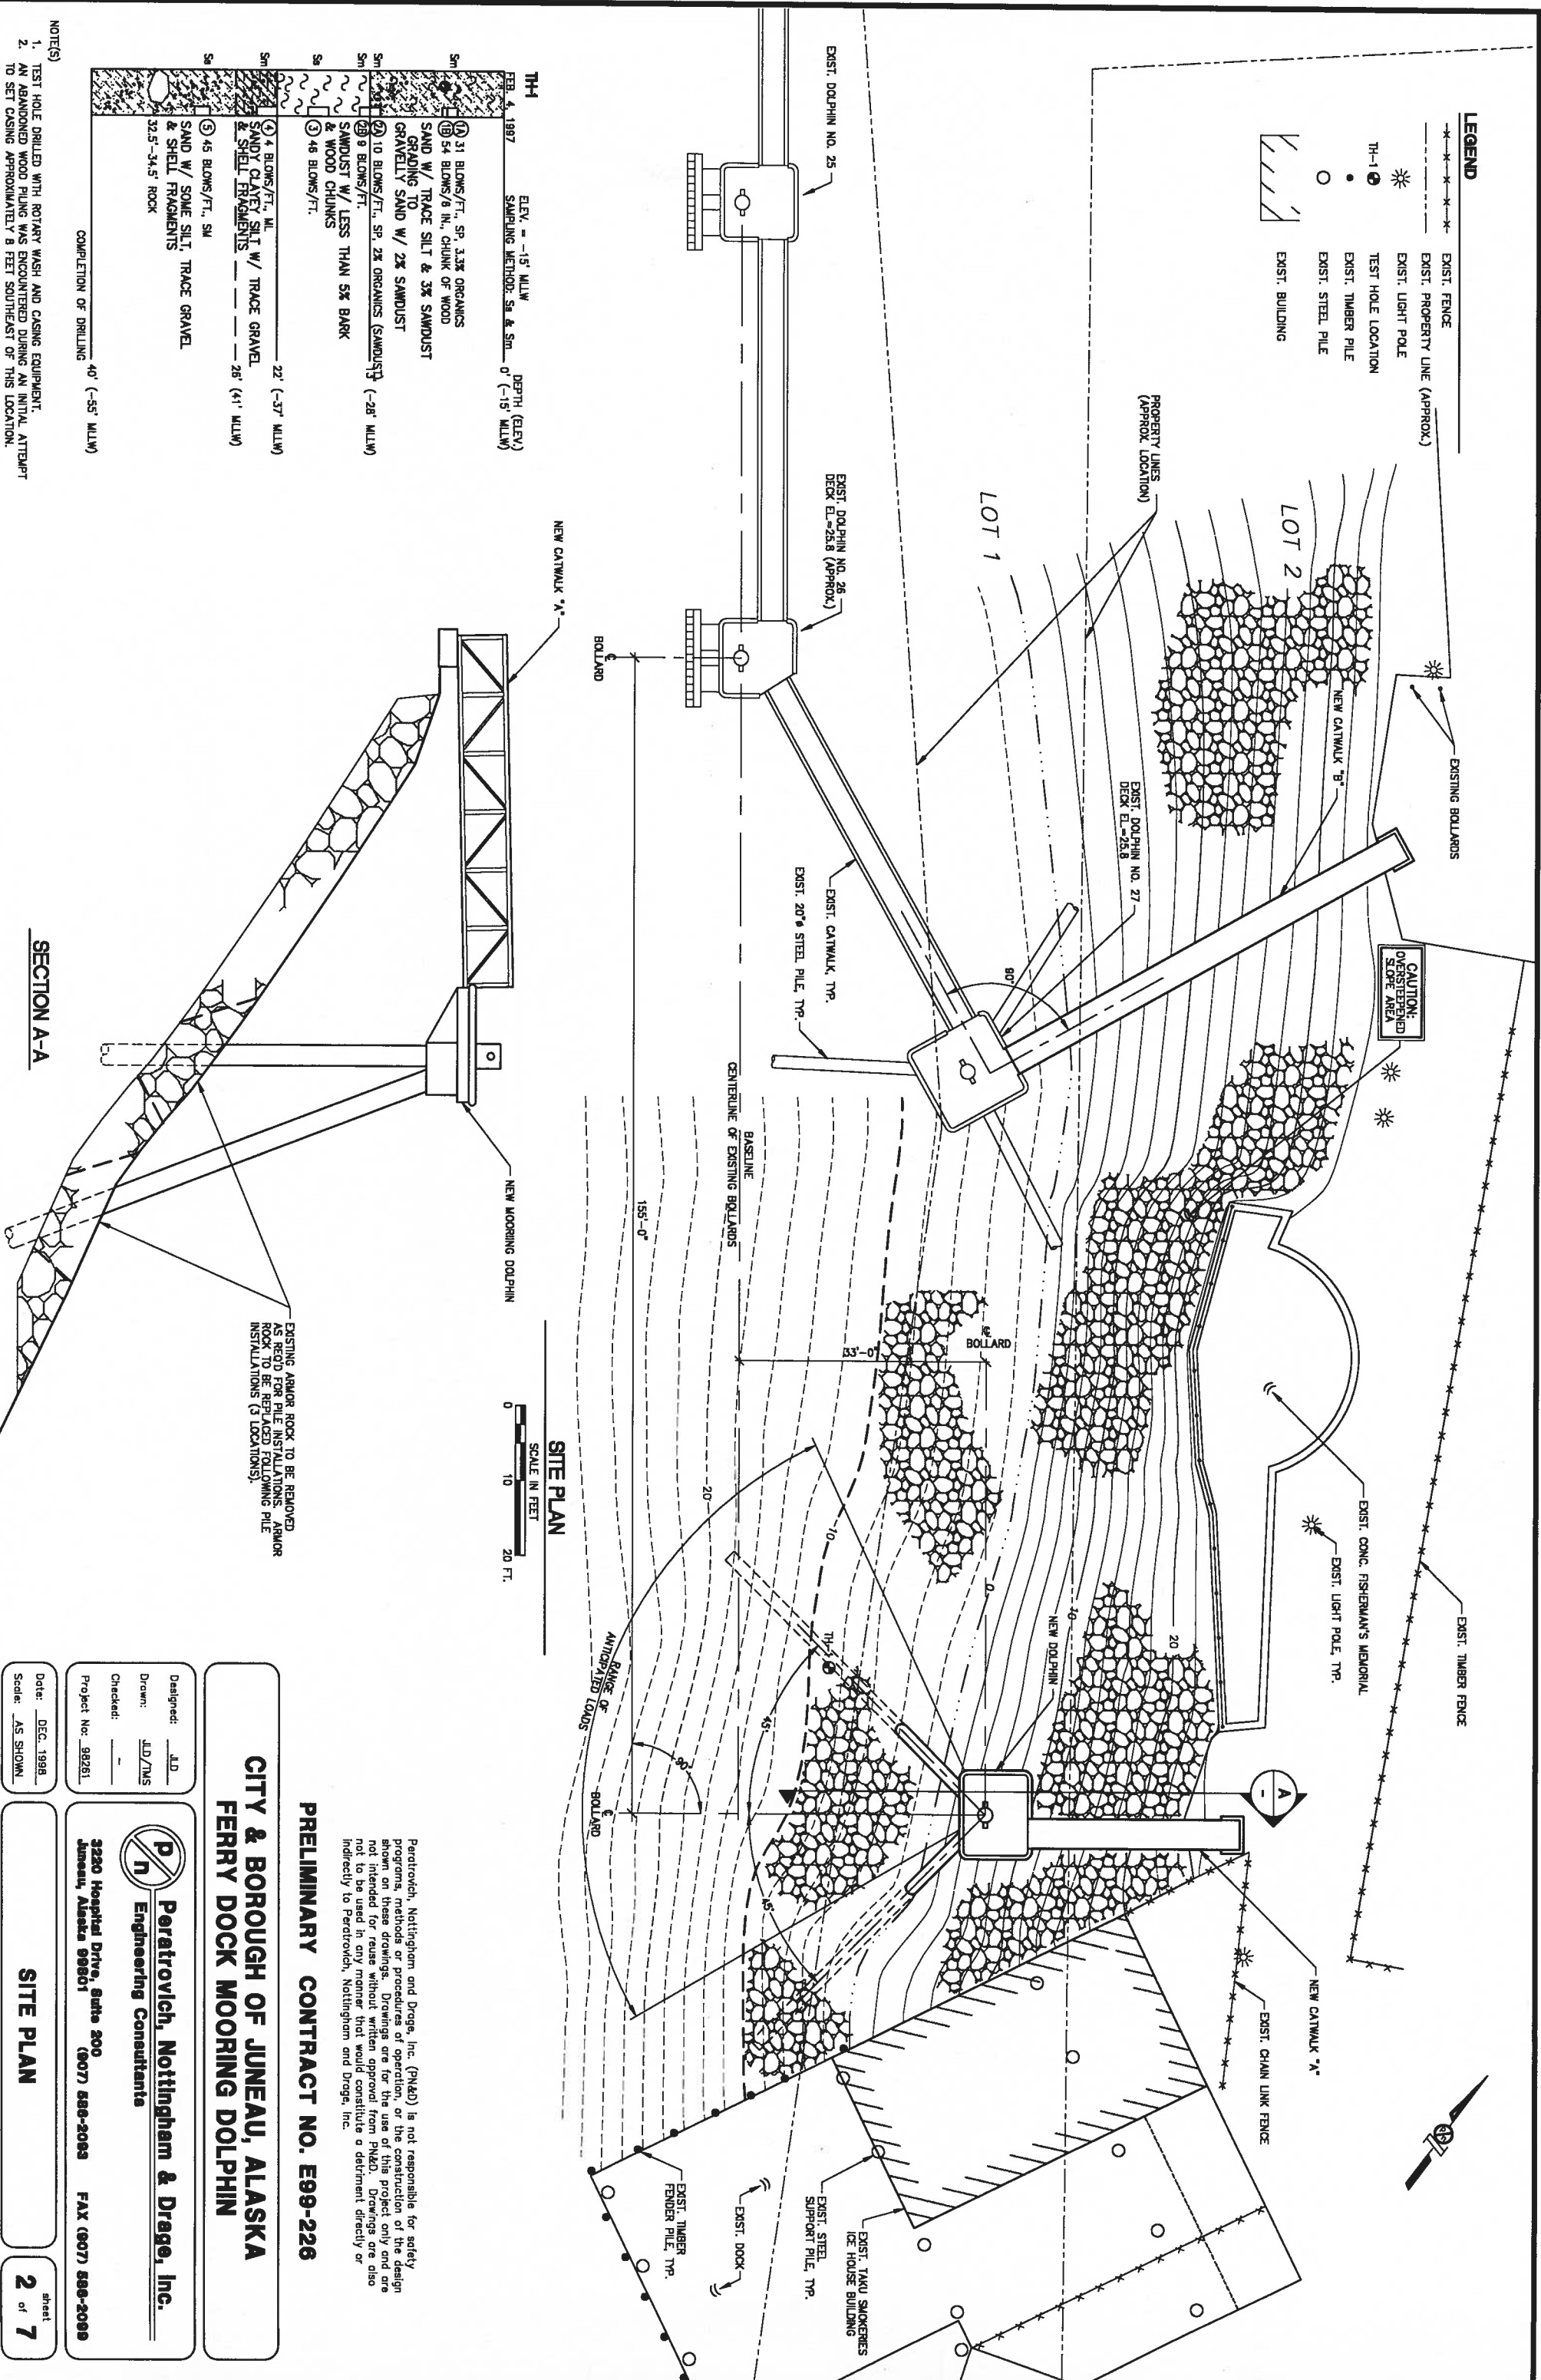 LEGEND
EXIST. FENCE
EXIST. PROPERTY LINE (APPROX.)
EXIST. LIGHT POLE
TH-1
TEST HOLE LOCATION
EXIST. TIMBER PILE
EXIST. STEEL PILE
EXIST. BUILDING
EXISTING BOLLARDS
CAUTION:
OVERSTEEPENED
SLOPE AREA
EXIST. TIMBER FENCE
EXIST. CONC. FISHERMAN'S MEMORIAL
EXIST. LIGHT POLE, TYP.
NEW CATWALK "B"
LOT 2
LOT 1
PROPERTY LINES
(APPROX. LOCATION)
EXIST. DOLPHIN NO. 27
DECK EL=25.8
90°
EXIST. DOLPHIN NO. 25
EXIST. DOLPHIN NO. 26
DECK EL=25.8 (APPROX.)
EXIST. CATWALK, TYP.
EXIST. 20"ø STEEL PILE, TYP.
BASELINE
CENTERLINE OF EXISTING BOLLARDS
℄
BOLLARD
155'-0"
℄
BOLLARD
33'-0"
20
10
0
-10
-20
NEW DOLPHIN
TH-1
45°
45°
90°
RANGE OF
ANTICIPATED LOADS
℄
BOLLARD
A
-
NEW CATWALK "A"
EXIST. CHAIN LINK FENCE
EXIST. TAKU SMOKERIES
ICE HOUSE BUILDING
EXIST. STEEL
SUPPORT PILE, TYP.
EXIST. DOCK
EXIST. TIMBER
FENDER PILE, TYP.
SITE PLAN
0 10 20 FT.
SCALE IN FEET
TH-1
FEB. 4, 1997
ELEV. = -15' MLLW
SAMPLING METHOD: Ss & Sm
DEPTH (ELEV.)
0' (-15' MLLW)
Sm
1A 31 BLOWS/FT., SP, 3.3% ORGANICS
1B 54 BLOWS/6 IN., CHUNK OF WOOD
SAND W/ TRACE SILT & 3% SAWDUST
GRADING TO
GRAVELLY SAND W/ 2% SAWDUST
Sm
2A 10 BLOWS/FT., SP, 2% ORGANICS (SAWDUST)
13' (-28' MLLW)
Sm
2B 9 BLOWS/FT.
SAWDUST W/ LESS THAN 5% BARK
& WOOD CHUNKS
Ss
3 46 BLOWS/FT.
22' (-37' MLLW)
Sm
4 4 BLOWS/FT., ML
SANDY CLAYEY SILT W/ TRACE GRAVEL
& SHELL FRAGMENTS
26' (41' MLLW)
Ss
5 45 BLOWS/FT., SM
SAND W/ SOME SILT, TRACE GRAVEL
& SHELL FRAGMENTS
32.5'-34.5' ROCK
40' (-55' MLLW)
COMPLETION OF DRILLING
NOTE(S)
1. TEST HOLE DRILLED WITH ROTARY WASH AND CASING EQUIPMENT.
2. AN ABANDONED WOOD PILING WAS ENCOUNTERED DURING AN INITIAL ATTEMPT
TO SET CASING APPROXIMATELY 8 FEET SOUTHEAST OF THIS LOCATION.
NEW CATWALK "A"
NEW MOORING DOLPHIN
EXISTING ARMOR ROCK TO BE REMOVED
AS REQ'D FOR PILE INSTALLATIONS. ARMOR
ROCK TO BE REPLACED FOLLOWING PILE
INSTALLATIONS (3 LOCATIONS).
SECTION A-A
Peratrovich, Nottingham and Drage, Inc. (PN&D) is not responsible for safety
programs, methods or procedures of operation, or the construction of the design
shown on these drawings. Drawings are for the use of this project only and are
not intended for reuse without written approval from PN&D. Drawings are also
not to be used in any manner that would constitute a detriment directly or
indirectly to Peratrovich, Nottingham and Drage, Inc.
PRELIMINARY CONTRACT NO. E99-226
CITY & BOROUGH OF JUNEAU, ALASKA
FERRY DOCK MOORING DOLPHIN
Designed: JLD
Drawn: JLD/TMS
Checked: -
Project No: 98261
Date: DEC. 1998
Scale: AS SHOWN
P n
Peratrovich, Nottingham & Drage, Inc.
Engineering Consultants
3220 Hospital Drive, Suite 200
Juneau, Alaska 99801 (907) 586-2093 FAX (907) 586-2099
SITE PLAN
sheet
2 of 7